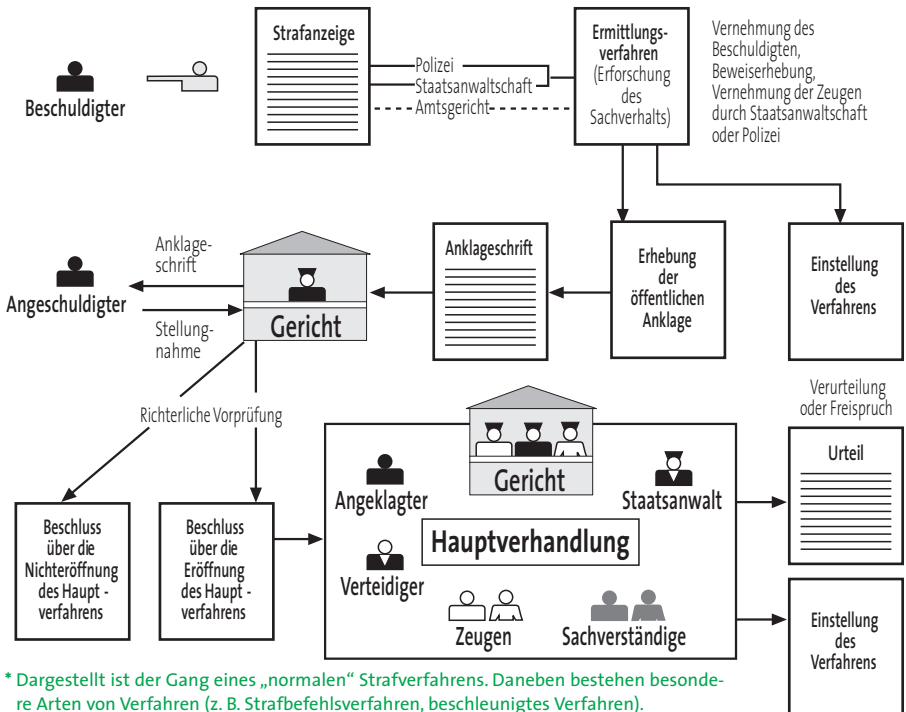 Beschuldigter
Strafanzeige
Polizei
Staatsanwaltschaft
Amtsgericht
Ermittlungs-
verfahren
(Erforschung
des
Sachverhalts)
Vernehmung des
Beschuldigten,
Beweiserhebung,
Vernehmung der Zeugen
durch Staatsanwaltschaft
oder Polizei
Angeschuldigter
Anklage-
schrift
Stellung-
nahme
Gericht
Anklageschrift
Erhebung
der
öffentlichen
Anklage
Einstellung
des
Verfahrens
Richterliche Vorprüfung
Beschluss
über die
Nichteröffnung
des Haupt -
verfahrens
Beschluss
über die
Eröffnung
des Haupt -
verfahrens
Gericht
Angeklagter
Staatsanwalt
Hauptverhandlung
Verteidiger
Zeugen
Sachverständige
Verurteilung
oder Freispruch
Urteil
Einstellung
des
Verfahrens
* Dargestellt ist der Gang eines „normalen“ Strafverfahrens. Daneben bestehen besonde-
re Arten von Verfahren (z. B. Strafbefehlsverfahren, beschleunigtes Verfahren).